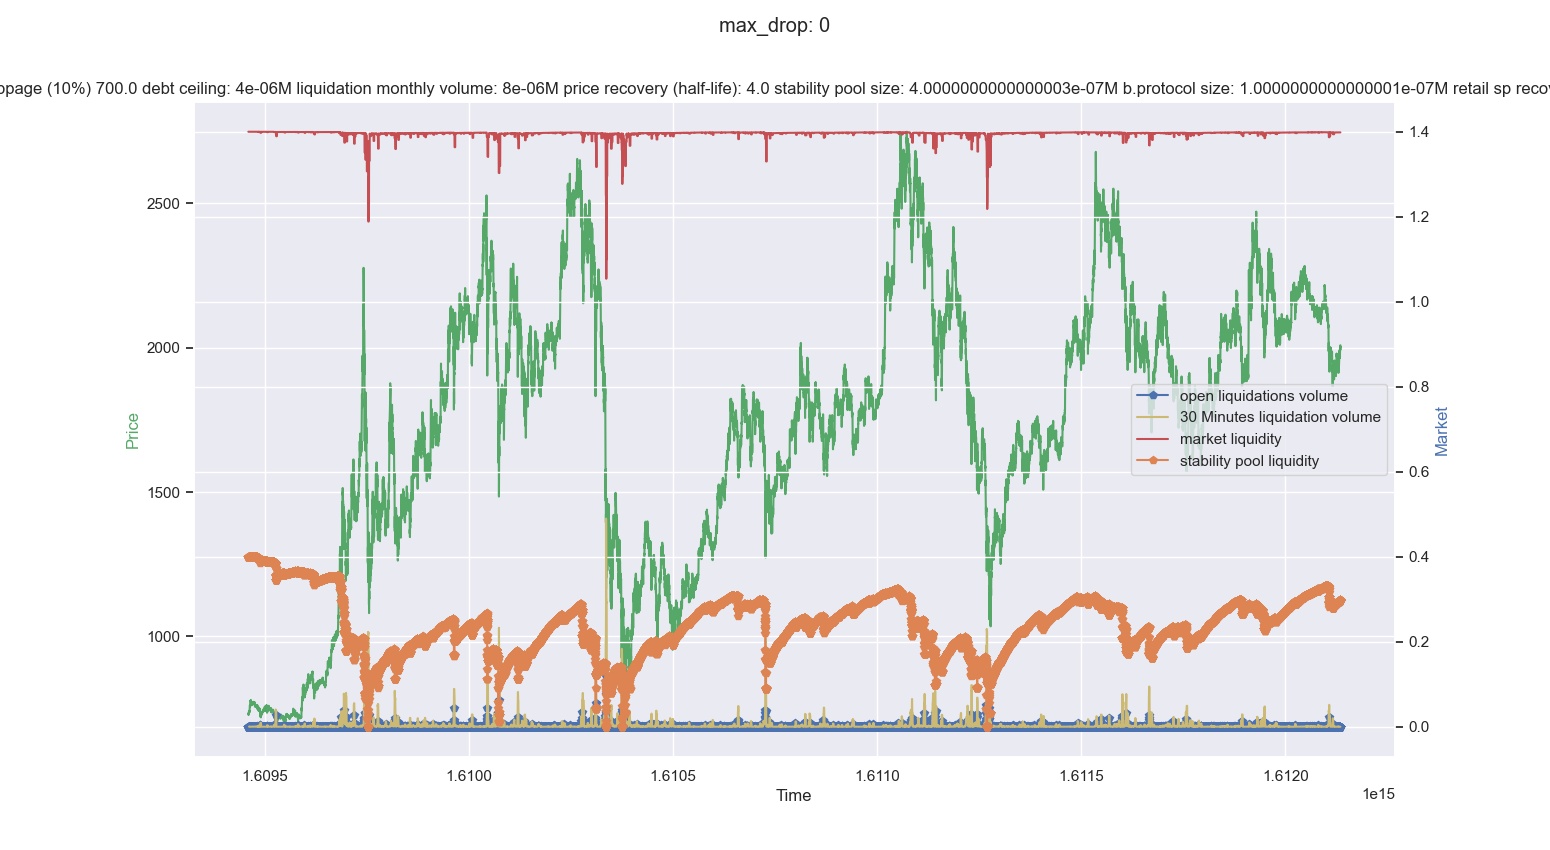 max_drop: 0
opage (10%) 700.0 debt ceiling: 4e-06M liquidation monthly volume: 8e-06M price recovery (half-life): 4.0 stability pool size: 4.0000000000000003e-07M b.protocol size: 1.0000000000000001e-07M retail sp recov
2500
2000
1500
1000
Price
1.4
1.2
1.0
0.8
0.6
0.4
0.2
0.0
Market
open liquidations volume
30 Minutes liquidation volume
market liquidity
stability pool liquidity
1.6095
1.6100
1.6105
1.6110
1.6115
1.6120
Time
1e15